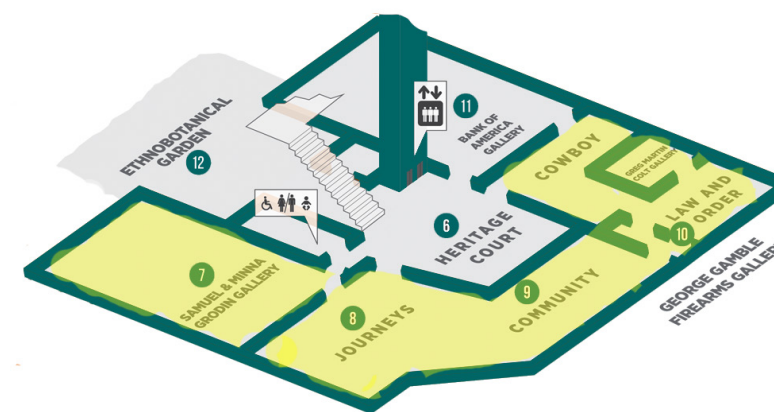 ETHNOBOTANICAL
GARDEN
12
11
BANK OF
AMERICA
GALLERY
COWBOY
GREG MARTIN
COLT GALLERY
LAW AND
ORDER
10
GEORGE GAMBLE
FIREARMS GALLE
6
HERITAGE
COURT
7
SAMUEL & MINNA
GRODIN GALLERY
8
JOURNEYS
9
COMMUNITY